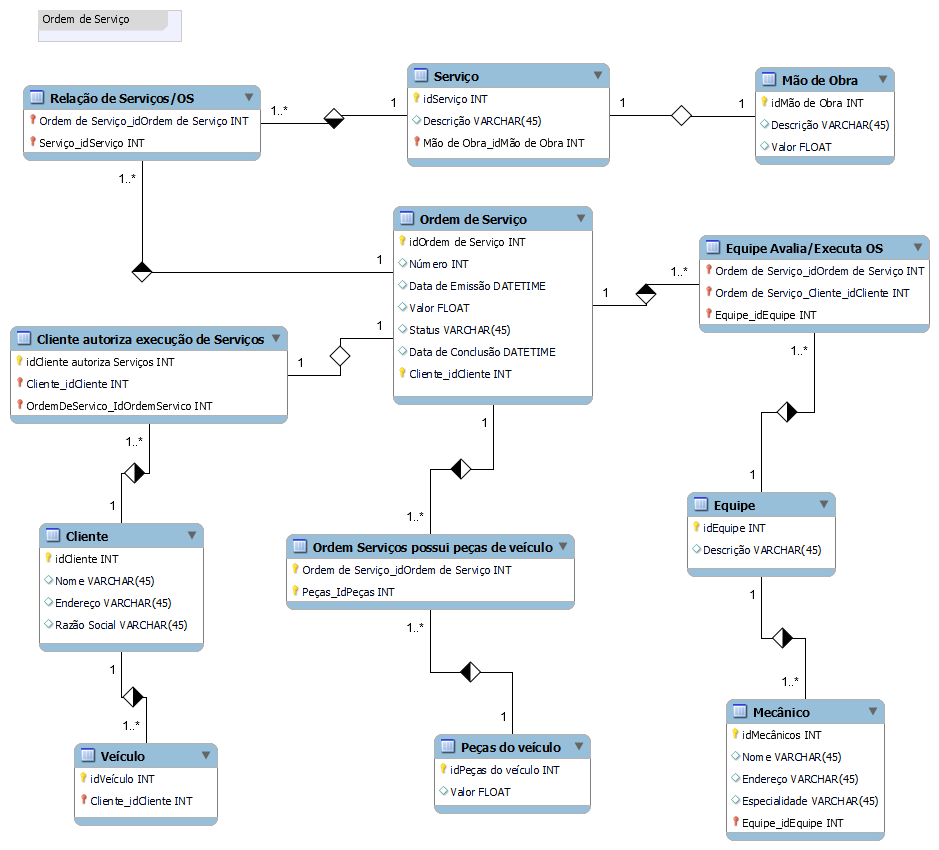 Ordem de Serviço
Relação de Serviços/OS
Ordem de Serviço_idOrdem de Serviço INT
Serviço_idServiço INT
1..*
1
Serviço
idServiço INT
Descrição VARCHAR(45)
Mão de Obra_idMão de Obra INT
1
1
Mão de Obra
idMão de Obra INT
Descrição VARCHAR(45)
Valor FLOAT
1..*
1
Ordem de Serviço
idOrdem de Serviço INT
Número INT
Data de Emissão DATETIME
Valor FLOAT
Status VARCHAR(45)
Data de Conclusão DATETIME
Cliente_idCliente INT
1
1..*
Equipe Avalia/Executa OS
Ordem de Serviço_idOrdem de Serviço INT
Ordem de Serviço_Cliente_idCliente INT
Equipe_idEquipe INT
Cliente autoriza execução de Serviços
idCliente autoriza Serviços INT
Cliente_idCliente INT
OrdemDeServico_IdOrdemServico INT
1
1
1..*
1
Cliente
idCliente INT
Nome VARCHAR(45)
Endereço VARCHAR(45)
Razão Social VARCHAR(45)
1
1..*
Veículo
idVeículo INT
Cliente_idCliente INT
1
1..*
Ordem Serviços possui peças de veículo
Ordem de Serviço_idOrdem de Serviço INT
Peças_IdPeças INT
1..*
1
Peças do veículo
idPeças do veículo INT
Valor FLOAT
1..*
1
Equipe
idEquipe INT
Descrição VARCHAR(45)
1
1..*
Mecânico
idMecânicos INT
Nome VARCHAR(45)
Endereço VARCHAR(45)
Especialidade VARCHAR(45)
Equipe_idEquipe INT